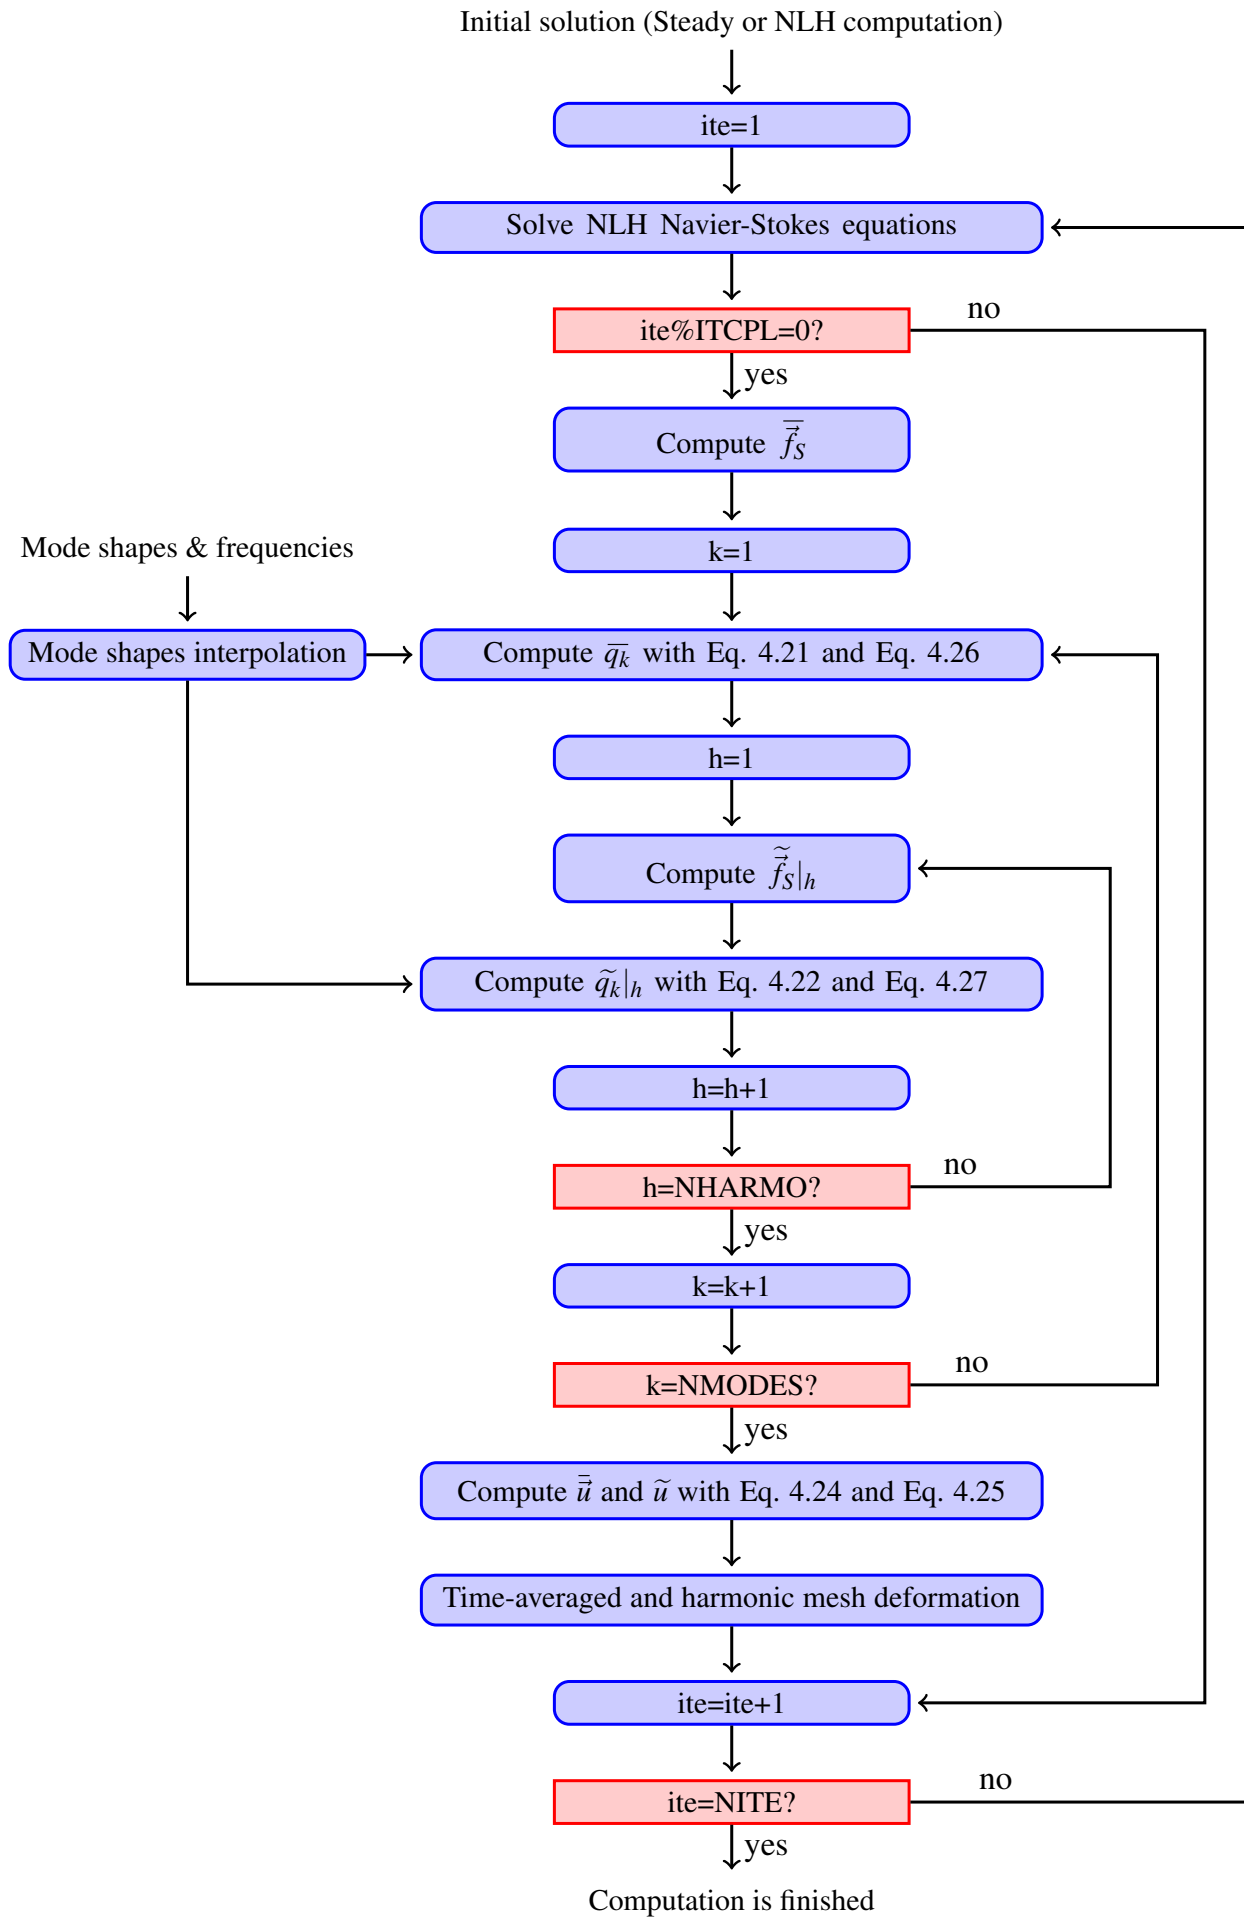 Initial solution (Steady or NLH computation)
ite=1
Solve NLH Navier-Stokes equations
ite%ITCPL=0?
no
yes
Compute $\overline{\vec{f}_S}$
k=1
Mode shapes & frequencies
Mode shapes interpolation
Compute $\overline{q_k}$ with Eq. 4.21 and Eq. 4.26
h=1
Compute $\widetilde{\vec{f}_S}|_h$
Compute $\widetilde{q_k}|_h$ with Eq. 4.22 and Eq. 4.27
h=h+1
h=NHARMO?
no
yes
k=k+1
k=NMODES?
no
yes
Compute $\bar{\vec{u}}$ and $\widetilde{u}$ with Eq. 4.24 and Eq. 4.25
Time-averaged and harmonic mesh deformation
ite=ite+1
ite=NITE?
no
yes
Computation is finished